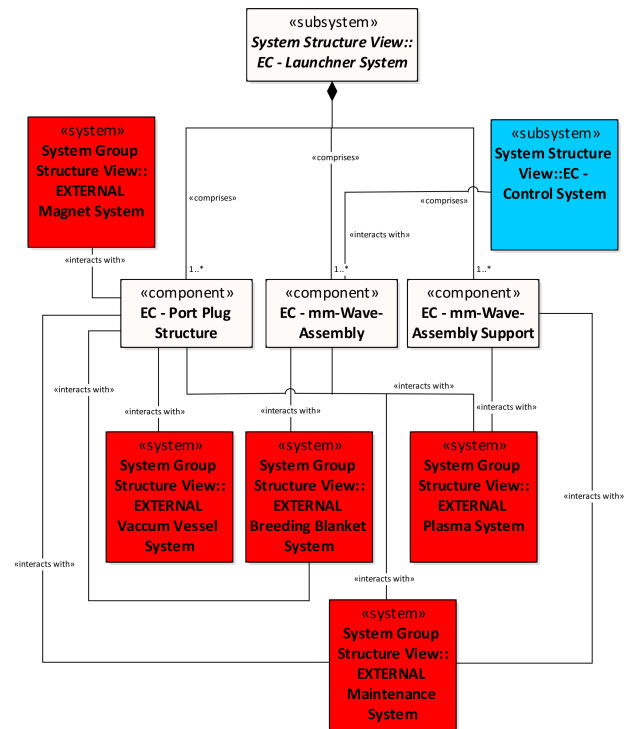 «subsystem»
System Structure View::
EC - Launchner System
«system»
System Group
Structure View::
EXTERNAL
Magnet System
«subsystem»
System Structure
View::EC -
Control System
«comprises»
«comprises»
«comprises»
«interacts with»
«interacts with»
1..*
1..*
1..*
«component»
EC - Port Plug
Structure
«component»
EC - mm-Wave-
Assembly
«component»
EC - mm-Wave-
Assembly Support
«interacts with»
«interacts with»
«interacts with»
«interacts with»
«system»
System Group
Structure View::
EXTERNAL
Vaccum Vessel
System
«system»
System Group
Structure View::
EXTERNAL
Breeding Blanket
System
«system»
System Group
Structure View::
EXTERNAL
Plasma System
«interacts with»
«interacts with»
«interacts with»
«system»
System Group
Structure View::
EXTERNAL
Maintenance
System